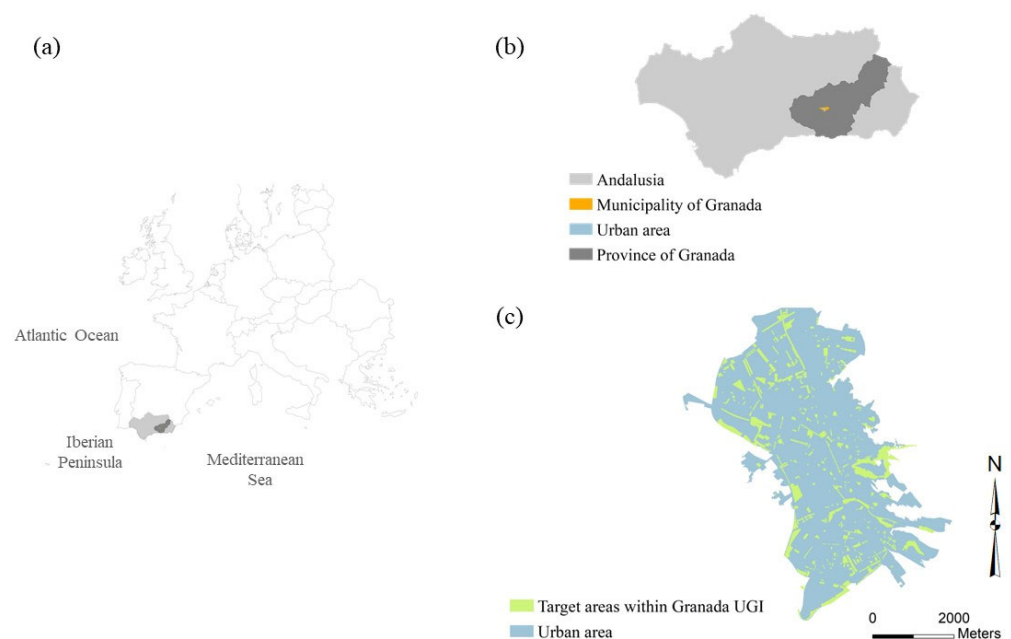 (a)
Atlantic Ocean
Iberian
Peninsula
Mediterranean
Sea
(b)
Andalusia
Municipality of Granada
Urban area
Province of Granada
(c)
N
Target areas within Granada UGI
Urban area
0 2000
Meters